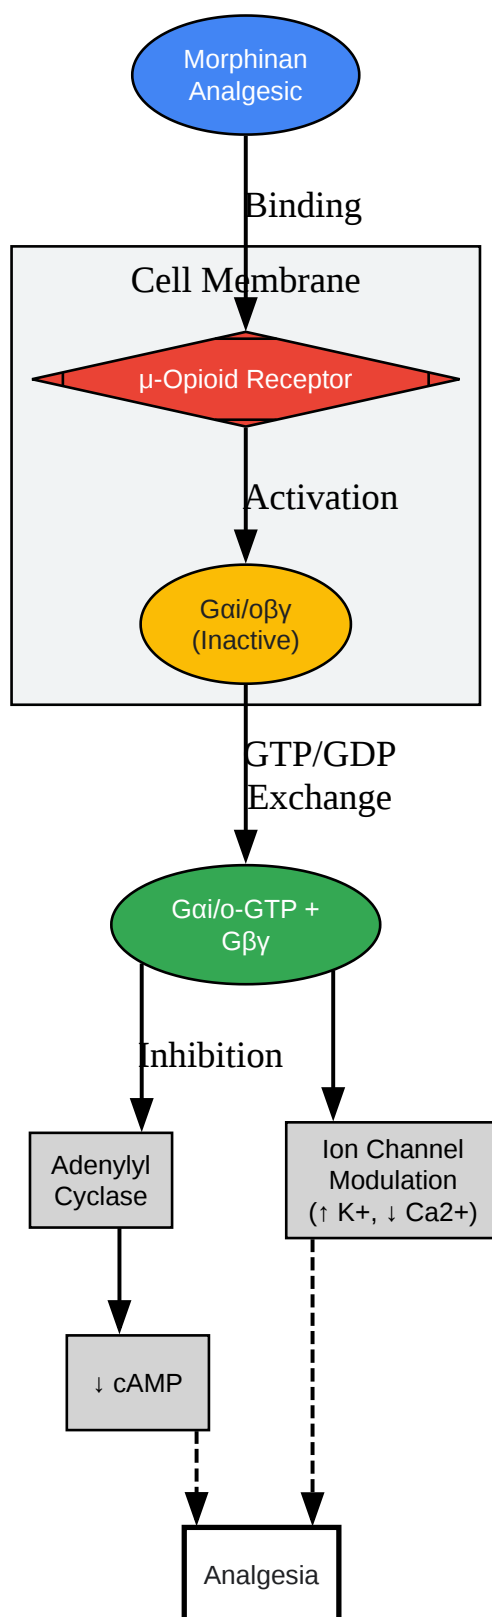 Morphinan
Analgesic
Binding
Cell Membrane
μ-Opioid Receptor
Activation
Gαi/oβγ
(Inactive)
GTP/GDP
Exchange
Gαi/o-GTP +
Gβγ
Inhibition
Adenylyl
Cyclase
Ion Channel
Modulation
(↑ K+, ↓ Ca2+)
↓ cAMP
Analgesia